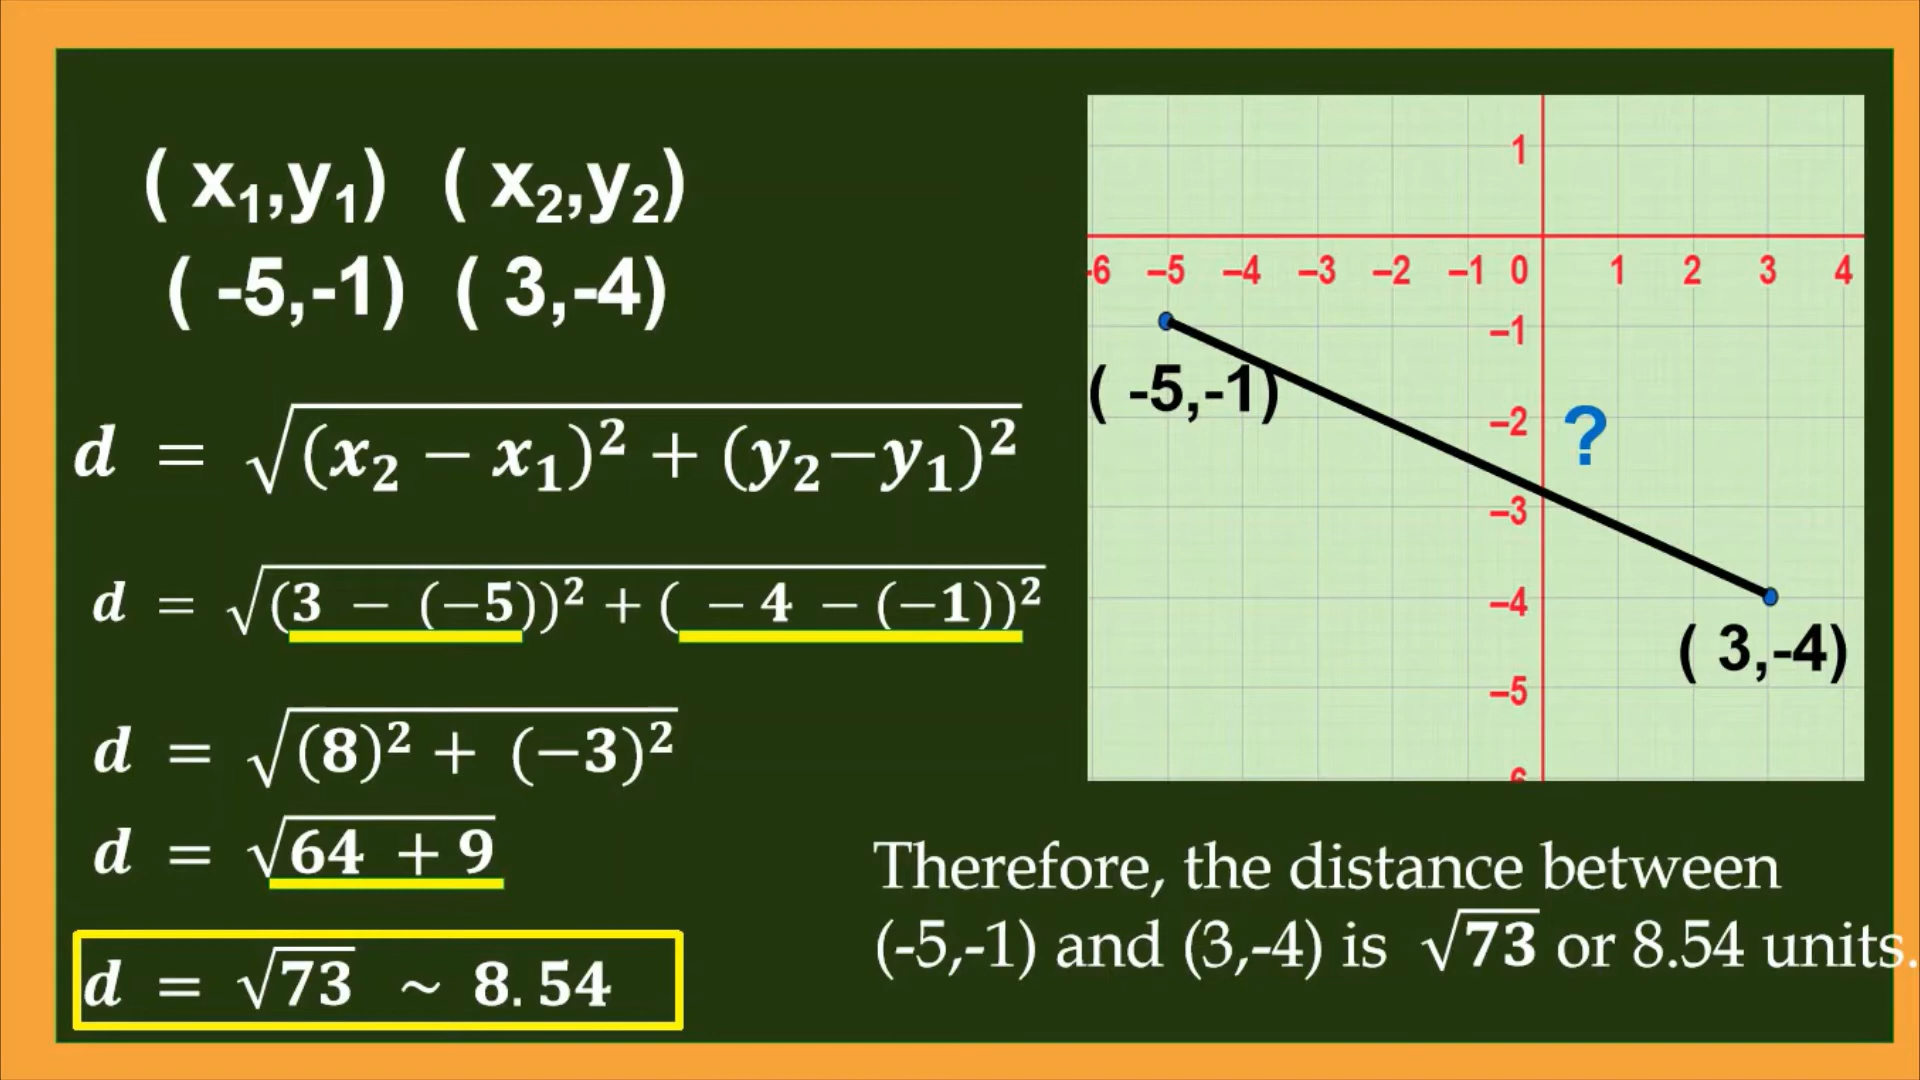 ( x₁,y₁) ( x₂,y₂)
( -5,-1) ( 3,-4)
d = √(x₂ − x₁)² + (y₂−y₁)²
d = √(3 − (−5))² + ( −4 − (−1))²
d = √(8)² + (−3)²
d = √64 + 9
d = √73 ~ 8.54
1
-6 –5 –4 –3 –2 –1 0 1 2 3 4
–1
( -5,-1)
–2
?
–3
–4
( 3,-4)
–5
6
Therefore, the distance between
(-5,-1) and (3,-4) is √73 or 8.54 units.